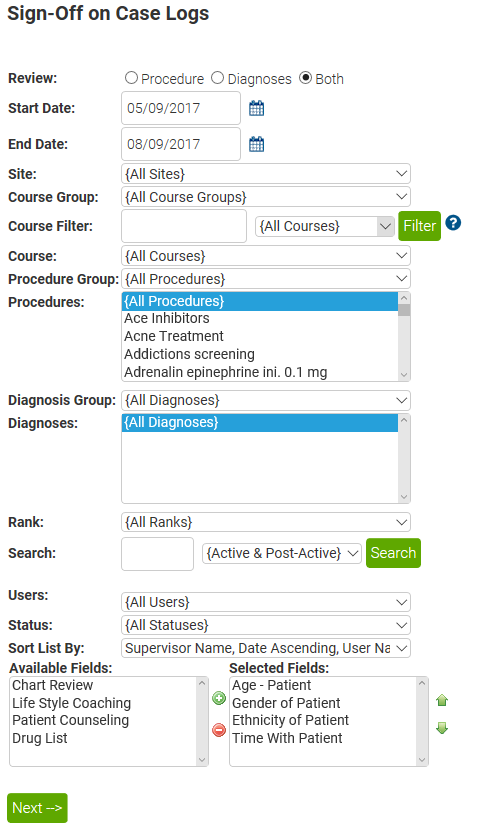 Sign-Off on Case Logs
Review: Procedure Diagnoses Both
Start Date: 05/09/2017
End Date: 08/09/2017
Site: {All Sites}
Course Group: {All Course Groups}
Course Filter: {All Courses} Filter ?
Course: {All Courses}
Procedure Group: {All Procedures}
Procedures: {All Procedures}
Ace Inhibitors
Acne Treatment
Addictions screening
Adrenalin epinephrine ini. 0.1 mg
Diagnosis Group: {All Diagnoses}
Diagnoses: {All Diagnoses}
Rank: {All Ranks}
Search: {Active & Post-Active} Search
Users: {All Users}
Status: {All Statuses}
Sort List By: Supervisor Name, Date Ascending, User Na
Available Fields: Selected Fields:
Chart Review Age - Patient
Life Style Coaching Gender of Patient
Patient Counseling Ethnicity of Patient
Drug List Time With Patient
Next -->